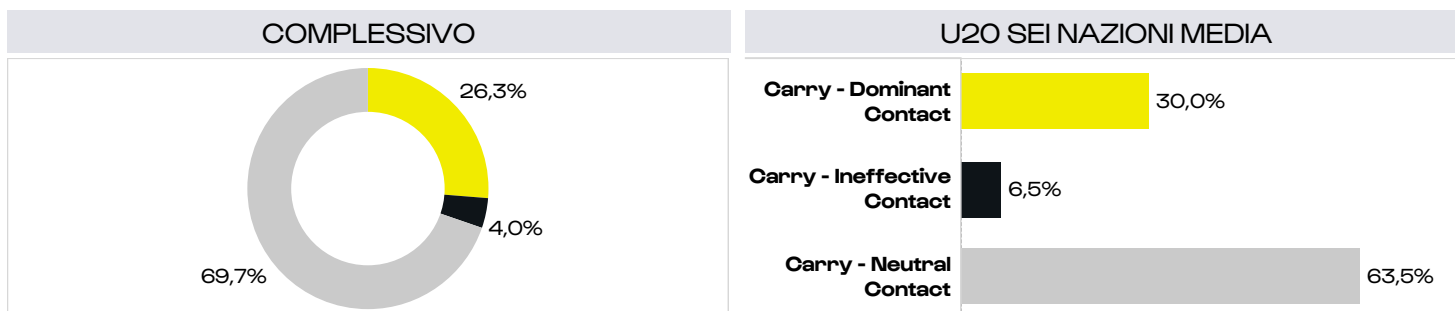 COMPLESSIVO
26,3%
4,0%
69,7%
U20 SEI NAZIONI MEDIA
Carry - Dominant
Contact
30,0%
Carry - Ineffective
Contact
6,5%
Carry - Neutral
Contact
63,5%